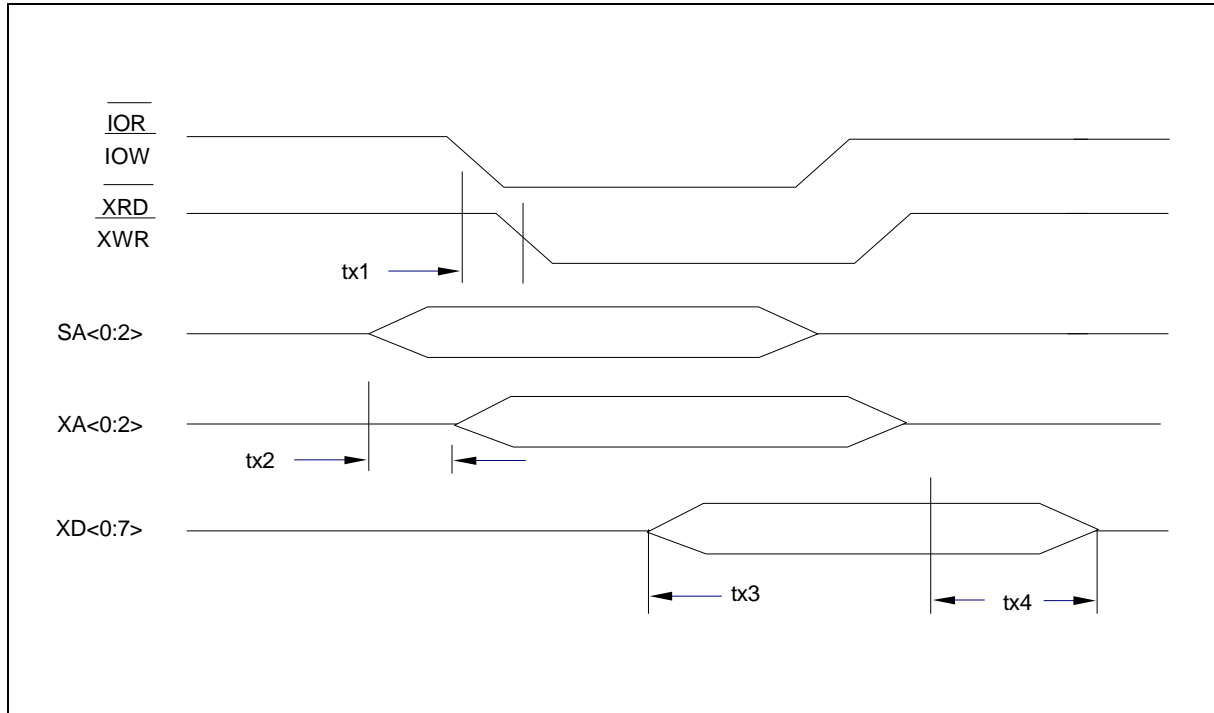 IOR
IOW
XRD
XWR
tx1
SA<0:2>
XA<0:2>
tx2
XD<0:7>
tx3
tx4